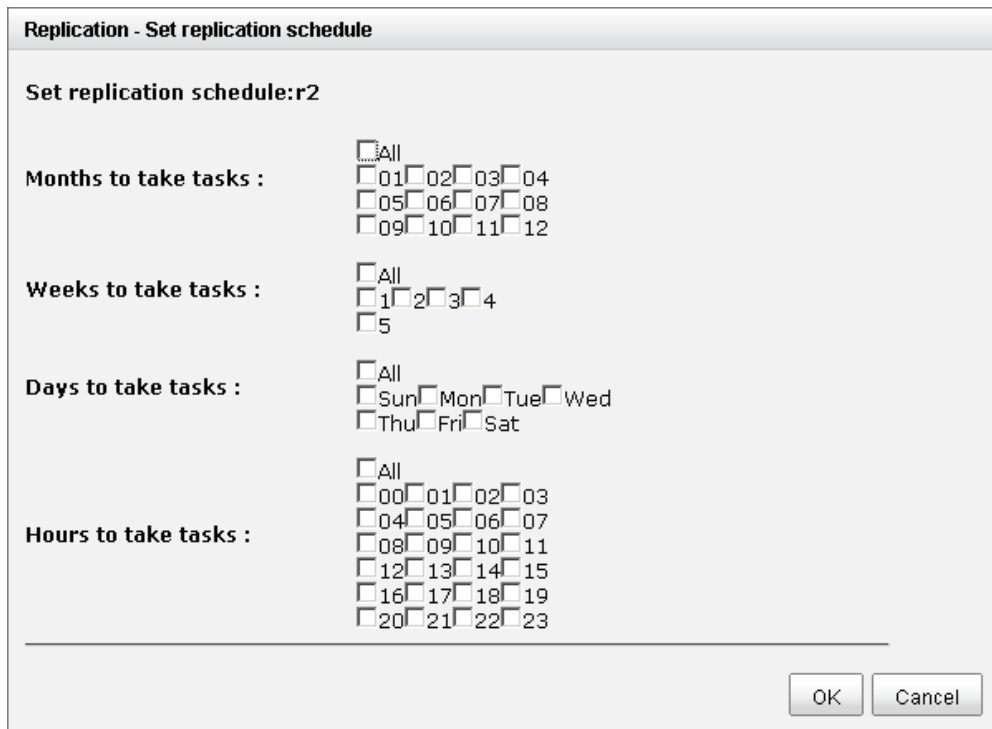 Replication - Set replication schedule
Set replication schedule:r2
Months to take tasks :
All
01 02 03 04
05 06 07 08
09 10 11 12
Weeks to take tasks :
All
1 2 3 4
5
Days to take tasks :
All
Sun Mon Tue Wed
Thu Fri Sat
Hours to take tasks :
All
00 01 02 03
04 05 06 07
08 09 10 11
12 13 14 15
16 17 18 19
20 21 22 23
OK Cancel